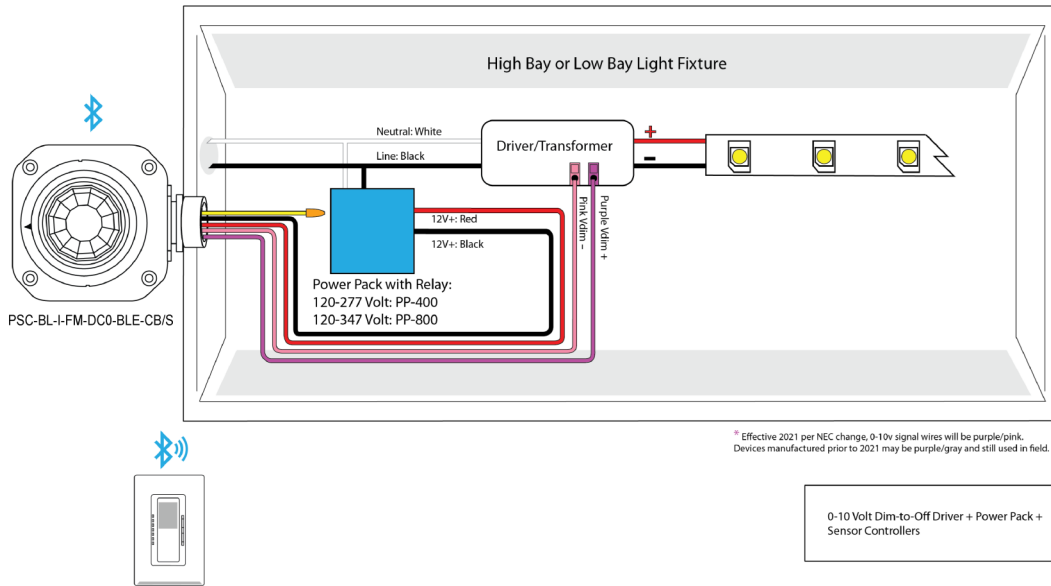 High Bay or Low Bay Light Fixture
Neutral: White
Line: Black
Driver/Transformer
+
−
Pink Vdim −
Purple Vdim +
12V+: Red
12V+: Black
Power Pack with Relay:
120-277 Volt: PP-400
120-347 Volt: PP-800
PSC-BL-I-FM-DC0-BLE-CB/S
* Effective 2021 per NEC change, 0-10v signal wires will be purple/pink.
Devices manufactured prior to 2021 may be purple/gray and still used in field.
0-10 Volt Dim-to-Off Driver + Power Pack +
Sensor Controllers